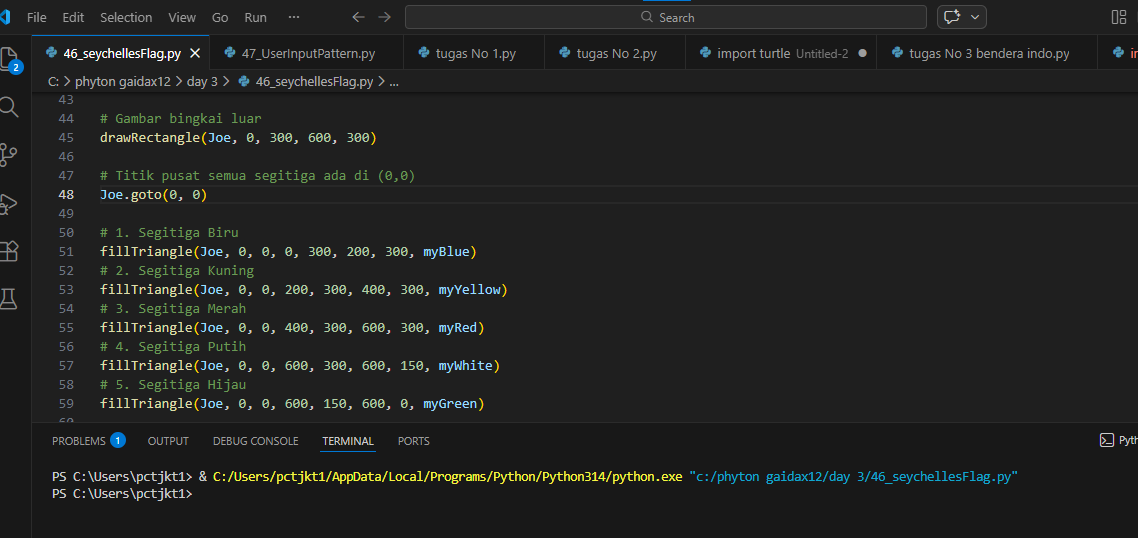 File Edit Selection View Go Run ··· Search
46_seychellesFlag.py 47_UserInputPattern.py tugas No 1.py tugas No 2.py import turtle Untitled-2 tugas No 3 bendera indo.py
2
C: > phyton gaidax12 > day 3 > 46_seychellesFlag.py > ...
43
44 # Gambar bingkai luar
45 drawRectangle(Joe, 0, 300, 600, 300)
46
47 # Titik pusat semua segitiga ada di (0,0)
48 Joe.goto(0, 0)
49
50 # 1. Segitiga Biru
51 fillTriangle(Joe, 0, 0, 0, 300, 200, 300, myBlue)
52 # 2. Segitiga Kuning
53 fillTriangle(Joe, 0, 0, 200, 300, 400, 300, myYellow)
54 # 3. Segitiga Merah
55 fillTriangle(Joe, 0, 0, 400, 300, 600, 300, myRed)
56 # 4. Segitiga Putih
57 fillTriangle(Joe, 0, 0, 600, 300, 600, 150, myWhite)
58 # 5. Segitiga Hijau
59 fillTriangle(Joe, 0, 0, 600, 150, 600, 0, myGreen)
PROBLEMS 1 OUTPUT DEBUG CONSOLE TERMINAL PORTS
PS C:\Users\pctjkt1> & C:/Users/pctjkt1/AppData/Local/Programs/Python/Python314/python.exe "c:/phyton gaidax12/day 3/46_seychellesFlag.py"
PS C:\Users\pctjkt1>